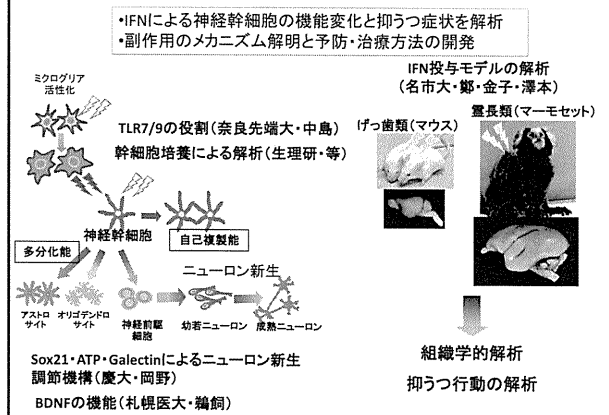 •IFNによる神経幹細胞の機能変化と抑うつ症状を解析
•副作用のメカニズム解明と予防・治療方法の開発
ミクログリア
活性化
TLR7/9の役割(奈良先端大・中島)
幹細胞培養による解析(生理研・等)
神経幹細胞
自己複製能
多分化能
ニューロン新生
アストロ
サイト
オリゴデンドロ
サイト
神経前駆
細胞
幼若ニューロン
成熟ニューロン
Sox21・ATP・Galectinによるニューロン新生
調節機構(慶大・岡野)
BDNFの機能(札幌医大・鵜飼)
IFN投与モデルの解析
(名市大・鄭・金子・澤本)
げっ歯類(マウス)
霊長類(マーモセット)
組織学的解析
抑うつ行動の解析